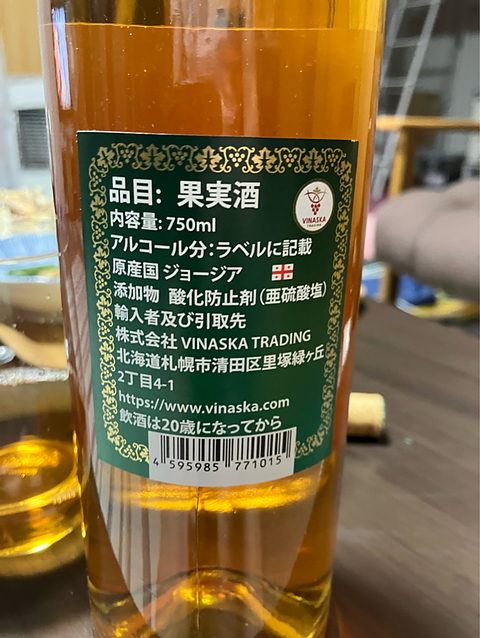 品目: 果実酒
VINASKA
TRADING
内容量: 750ml
アルコール分：ラベルに記載
原産国 ジョージア
添加物 酸化防止剤（亜硫酸塩）
輸入者及び引取先
株式会社 VINASKA TRADING
北海道札幌市清田区里塚緑ヶ丘
2丁目4-1
https://www.vinaska.com
飲酒は20歳になってから
4 595985 771015